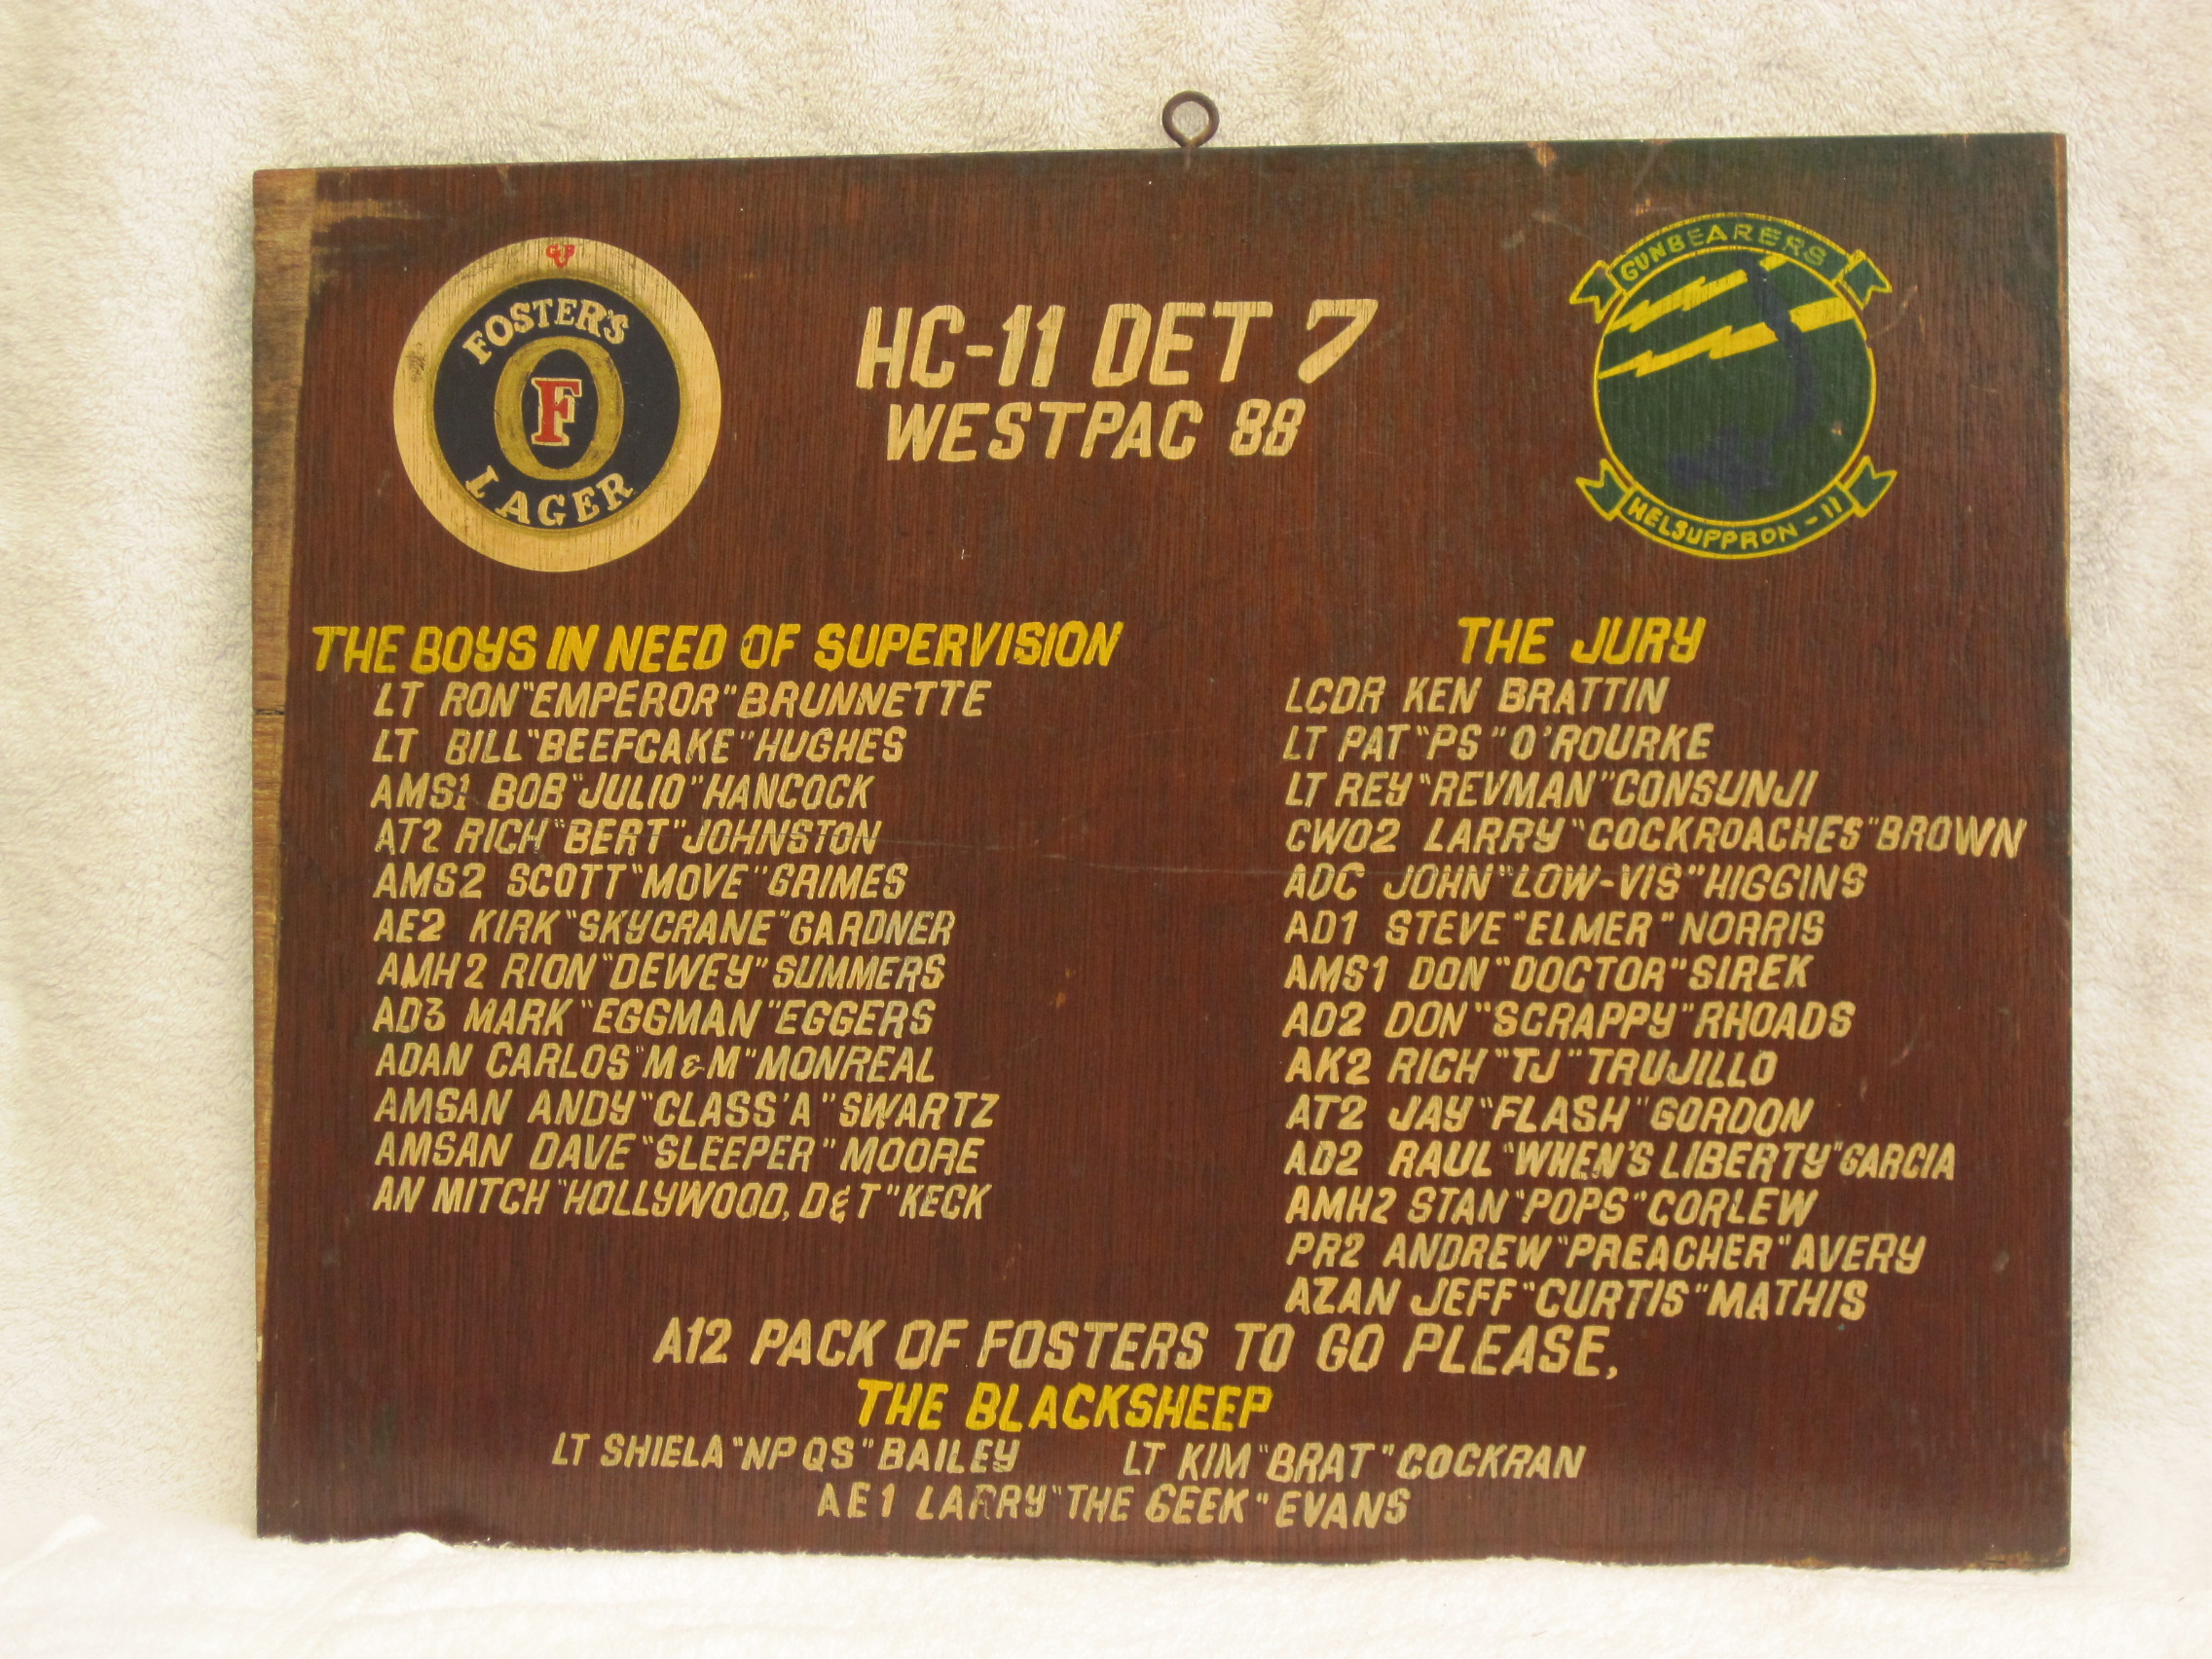 FOSTER'S
F
LAGER
HC-11 DET 7
WESTPAC 88
GUNBEARERS
HELSUPPRON-11
THE BOYS IN NEED OF SUPERVISION
LT RON "EMPEROR" BRUNNETTE
LT BILL "BEEFCAKE" HUGHES
AMS1 BOB "JULIO" HANCOCK
AT2 RICH "BERT" JOHNSTON
AMS2 SCOTT "MOVE" GRIMES
AE2 KIRK "SKYCRANE" GARDNER
AMH2 RION "DEWEY" SUMMERS
AD3 MARK "EGGMAN" EGGERS
ADAN CARLOS "M&M" MONREAL
AMSAN ANDY "CLASS'A" SWARTZ
AMSAN DAVE "SLEEPER" MOORE
AN MITCH "HOLLYWOOD, D&T" KECK
THE JURY
LCDR KEN BRATTIN
LT PAT "PS" O'ROURKE
LT REY "REVMAN" CONSUNJI
CWO2 LARRY "COCKROACHES" BROWN
ADC JOHN "LOW-VIS" HIGGINS
AD1 STEVE "ELMER" NORRIS
AMS1 DON "DOCTOR" SIREK
AD2 DON "SCRAPPY" RHOADS
AK2 RICH "TJ" TRUJILLO
AT2 JAY "FLASH" GORDON
AD2 RAUL "WHEN'S LIBERTY" GARCIA
AMH2 STAN "POPS" CORLEW
PR2 ANDREW "PREACHER" AVERY
AZAN JEFF "CURTIS" MATHIS
A12 PACK OF FOSTERS TO GO PLEASE,
THE BLACKSHEEP
LT SHIELA "NPQS" BAILEY LT KIM "BRAT" COCKRAN
AE1 LARRY "THE GEEK" EVANS